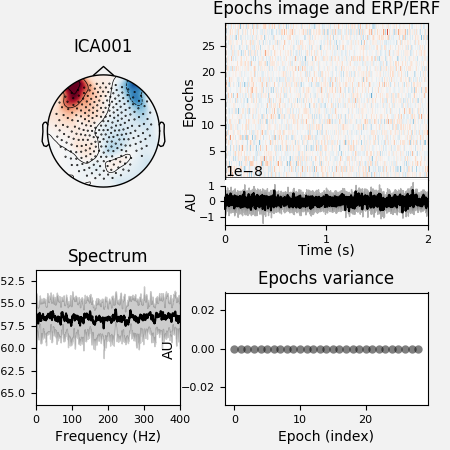 ICA001
Epochs image and ERP/ERF
Epochs
25
20
15
10
5
1e−8
AU
1
0
−1
0
1
2
Time (s)
Spectrum
52.5
55.0
57.5
60.0
62.5
65.0
0
100
200
300
400
Frequency (Hz)
Epochs variance
AU
0.02
0.00
−0.02
0
10
20
Epoch (index)